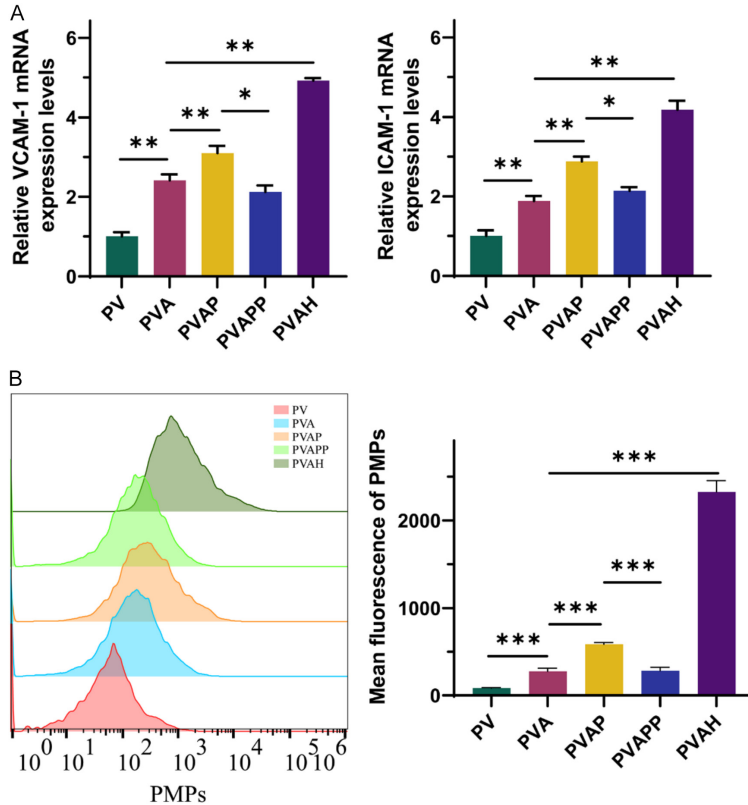 A
Relative VCAM-1 mRNA
expression levels
6
4
2
0
**
**
**
*
PV
PVA
PVAP
PVAPP
PVAH
Relative ICAM-1 mRNA
expression levels
6
4
2
0
**
**
**
*
PV
PVA
PVAP
PVAPP
PVAH
B
PV
PVA
PVAP
PVAPP
PVAH
10^0 10^1 10^2 10^3 10^4 10^5 10^6
PMPs
Mean fluorescence of PMPs
2000
1000
0
***
***
***
***
PV
PVA
PVAP
PVAPP
PVAH